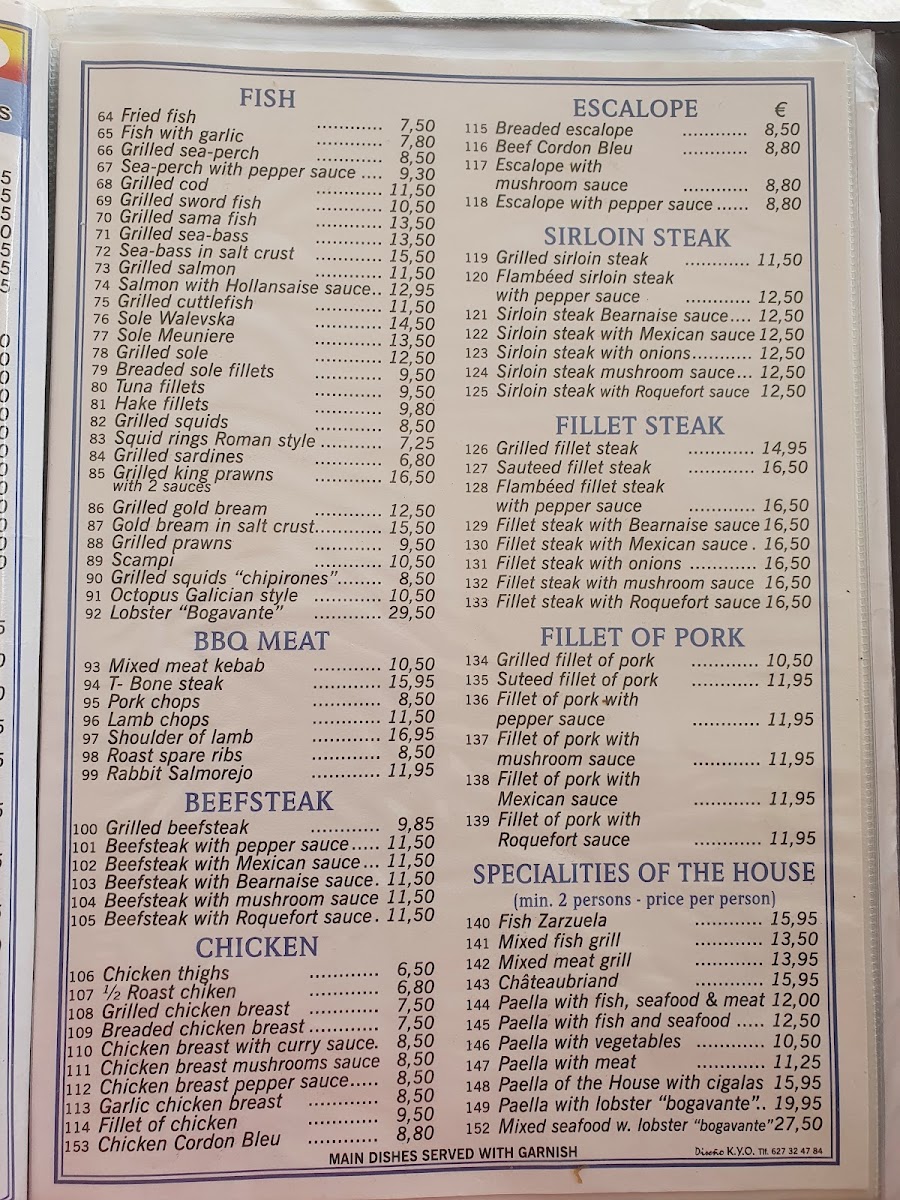 FISH
64 Fried fish ............ 7,50
65 Fish with garlic ............ 7,80
66 Grilled sea-perch ............ 8,50
67 Sea-perch with pepper sauce .... 9,30
68 Grilled cod ............ 11,50
69 Grilled sword fish ............ 10,50
70 Grilled sama fish ............ 13,50
71 Grilled sea-bass ............ 13,50
72 Sea-bass in salt crust ............ 15,50
73 Grilled salmon ............ 11,50
74 Salmon with Hollansaise sauce.. 12,95
75 Grilled cuttlefish ............ 11,50
76 Sole Walevska ............ 14,50
77 Sole Meuniere ............ 13,50
78 Grilled sole ............ 12,50
79 Breaded sole fillets ............ 9,50
80 Tuna fillets ............ 9,50
81 Hake fillets ............ 9,80
82 Grilled squids ............ 8,50
83 Squid rings Roman style ............ 7,25
84 Grilled sardines ............ 6,80
85 Grilled king prawns ............ 16,50
with 2 sauces
86 Grilled gold bream ............ 12,50
87 Gold bream in salt crust............ 15,50
88 Grilled prawns ............ 9,50
89 Scampi ............ 10,50
90 Grilled squids “chipirones”........ 8,50
91 Octopus Galician style ............ 10,50
92 Lobster “Bogavante” ............ 29,50
BBQ MEAT
93 Mixed meat kebab ............ 10,50
94 T- Bone steak ............ 15,95
95 Pork chops ............ 8,50
96 Lamb chops ............ 11,50
97 Shoulder of lamb ............ 16,95
98 Roast spare ribs ............ 8,50
99 Rabbit Salmorejo ............ 11,95
BEEFSTEAK
100 Grilled beefsteak ............ 9,85
101 Beefsteak with pepper sauce..... 11,50
102 Beefsteak with Mexican sauce... 11,50
103 Beefsteak with Bearnaise sauce. 11,50
104 Beefsteak with mushroom sauce 11,50
105 Beefsteak with Roquefort sauce. 11,50
CHICKEN
106 Chicken thighs ............ 6,50
107 ½ Roast chiken ............ 6,80
108 Grilled chicken breast ............ 7,50
109 Breaded chicken breast ............ 7,50
110 Chicken breast with curry sauce. 8,50
111 Chicken breast mushrooms sauce 8,50
112 Chicken breast pepper sauce..... 8,50
113 Garlic chicken breast ............ 8,50
114 Fillet of chicken ............ 9,50
153 Chicken Cordon Bleu ............ 8,80
ESCALOPE €
115 Breaded escalope ............ 8,50
116 Beef Cordon Bleu ............ 8,80
117 Escalope with
mushroom sauce ............ 8,80
118 Escalope with pepper sauce ...... 8,80
SIRLOIN STEAK
119 Grilled sirloin steak ............ 11,50
120 Flambéed sirloin steak
with pepper sauce ............ 12,50
121 Sirloin steak Bearnaise sauce.... 12,50
122 Sirloin steak with Mexican sauce 12,50
123 Sirloin steak with onions........... 12,50
124 Sirloin steak mushroom sauce... 12,50
125 Sirloin steak with Roquefort sauce 12,50
FILLET STEAK
126 Grilled fillet steak ............ 14,95
127 Sauteed fillet steak ............ 16,50
128 Flambéed fillet steak
with pepper sauce ............ 16,50
129 Fillet steak with Bearnaise sauce 16,50
130 Fillet steak with Mexican sauce . 16,50
131 Fillet steak with onions ............ 16,50
132 Fillet steak with mushroom sauce 16,50
133 Fillet steak with Roquefort sauce 16,50
FILLET OF PORK
134 Grilled fillet of pork ............ 10,50
135 Suteed fillet of pork ............ 11,95
136 Fillet of pork with
pepper sauce ............ 11,95
137 Fillet of pork with
mushroom sauce ............ 11,95
138 Fillet of pork with
Mexican sauce ............ 11,95
139 Fillet of pork with
Roquefort sauce ............ 11,95
SPECIALITIES OF THE HOUSE
(min. 2 persons - price per person)
140 Fish Zarzuela ............ 15,95
141 Mixed fish grill ............ 13,50
142 Mixed meat grill ............ 13,95
143 Châteaubriand ............ 15,95
144 Paella with fish, seafood & meat 12,00
145 Paella with fish and seafood ..... 12,50
146 Paella with vegetables ............ 10,50
147 Paella with meat ............ 11,25
148 Paella of the House with cigalas 15,95
149 Paella with lobster “bogavante”.. 19,95
152 Mixed seafood w. lobster “bogavante” 27,50
MAIN DISHES SERVED WITH GARNISH
Diseño K.Y.O. Tlf. 627 32 47 84